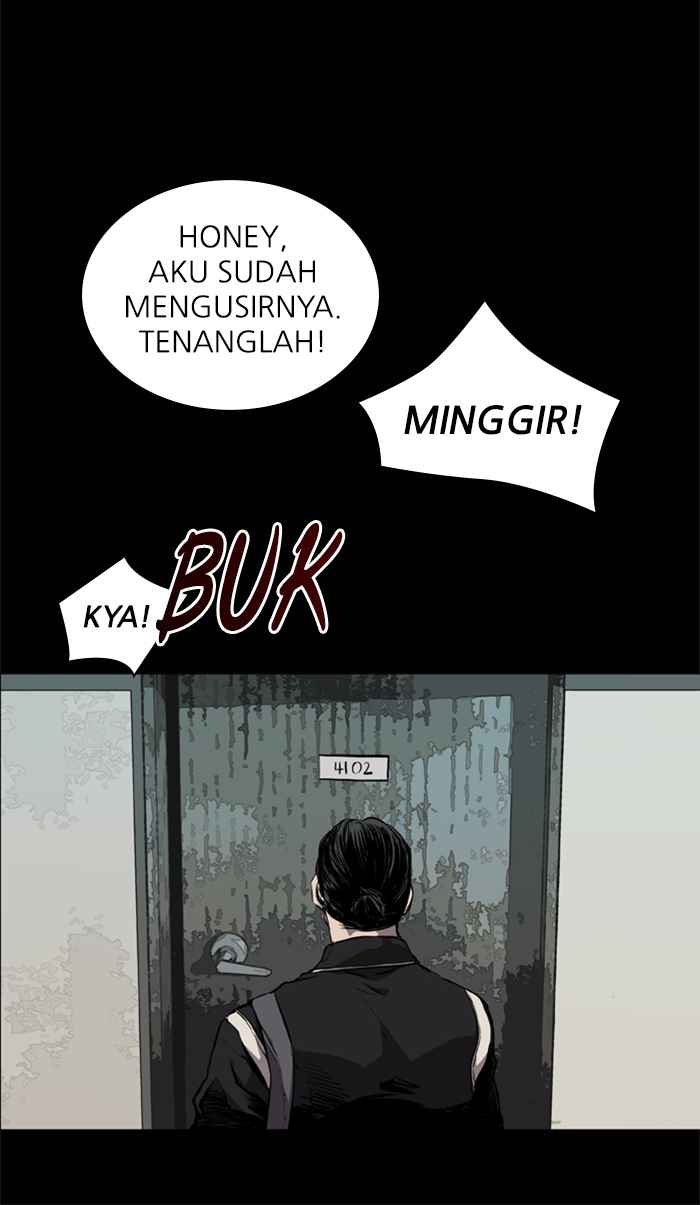 HONEY,
AKU SUDAH
MENGUSIRNYA.
TENANGLAH!
MINGGIR!
BUK
KYA!
4102